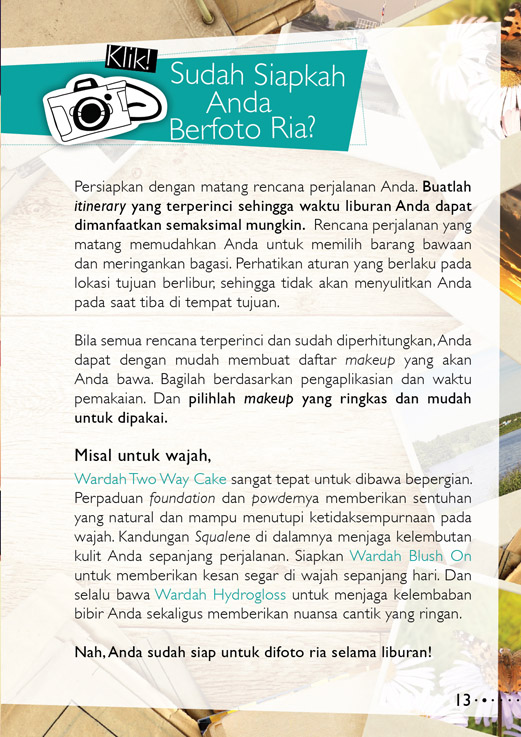 Klik!
Sudah Siapkah
Anda
Berfoto Ria?
Persiapkan dengan matang rencana perjalanan Anda. Buatlah
itinerary yang terperinci sehingga waktu liburan Anda dapat
dimanfaatkan semaksimal mungkin. Rencana perjalanan yang
matang memudahkan Anda untuk memilih barang bawaan
dan meringankan bagasi. Perhatikan aturan yang berlaku pada
lokasi tujuan berlibur, sehingga tidak akan menyulitkan Anda
pada saat tiba di tempat tujuan.
Bila semua rencana terperinci dan sudah diperhitungkan, Anda
dapat dengan mudah membuat daftar makeup yang akan
Anda bawa. Bagilah berdasarkan pengaplikasian dan waktu
pemakaian. Dan pilihlah makeup yang ringkas dan mudah
untuk dipakai.
Misal untuk wajah,
Wardah Two Way Cake sangat tepat untuk dibawa bepergian.
Perpaduan foundation dan powdernya memberikan sentuhan
yang natural dan mampu menutupi ketidaksempurnaan pada
wajah. Kandungan Squalene di dalamnya menjaga kelembutan
kulit Anda sepanjang perjalanan. Siapkan Wardah Blush On
untuk memberikan kesan segar di wajah sepanjang hari. Dan
selalu bawa Wardah Hydrogloss untuk menjaga kelembaban
bibir Anda sekaligus memberikan nuansa cantik yang ringan.
Nah, Anda sudah siap untuk difoto ria selama liburan!
13